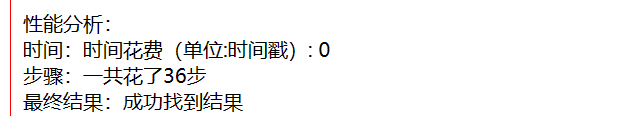 性能分析：
时间：时间花费（单位:时间戳）: 0
步骤：一共花了36步
最终结果：成功找到结果